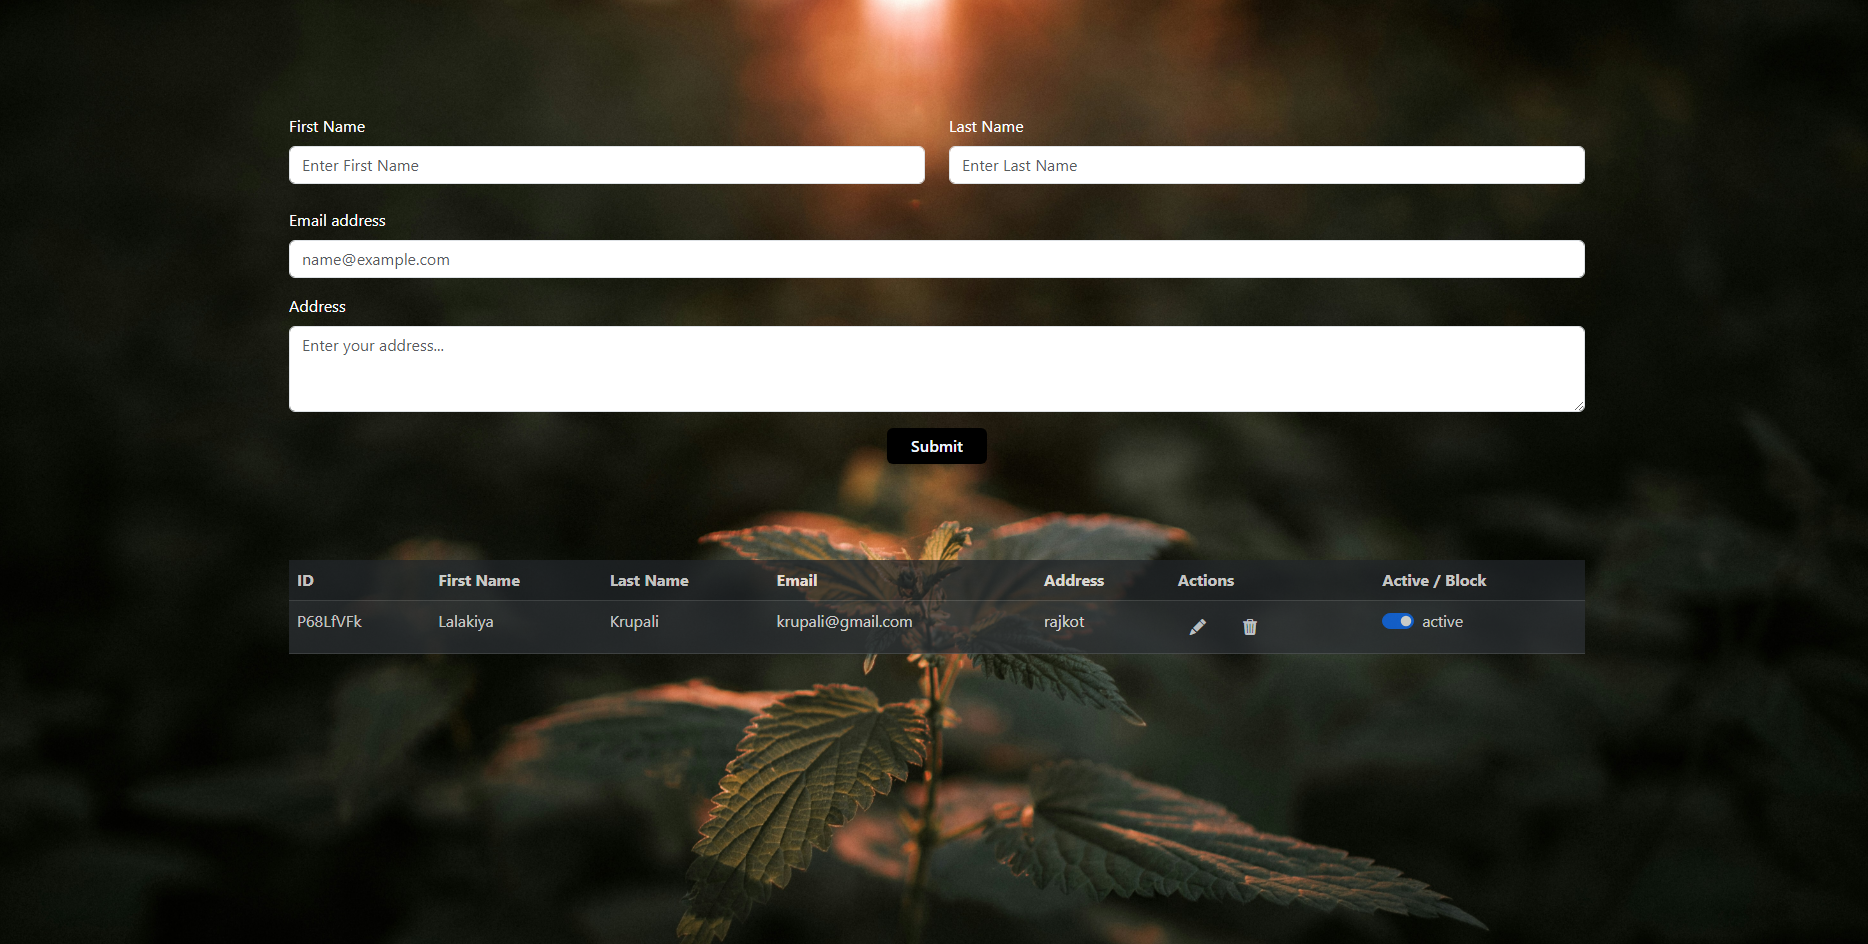 First Name Last Name
Enter First Name Enter Last Name
Email address
name@example.com
Address
Enter your address...
Submit
ID First Name Last Name Email Address Actions Active / Block
P68LfVFk Lalakiya Krupali krupali@gmail.com rajkot active